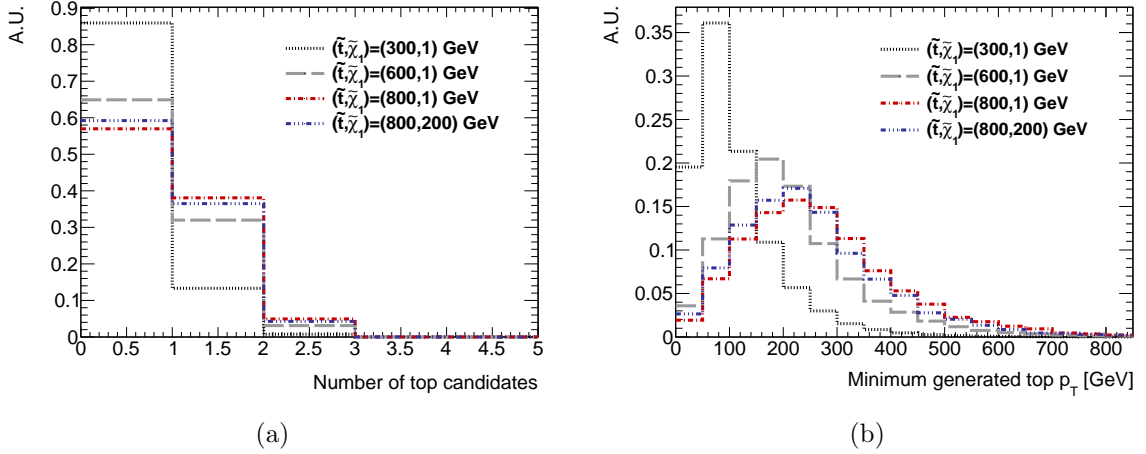 A.U.
0.9
0.8
0.7
0.6
0.5
0.4
0.3
0.2
0.1
0
0 0.5 1 1.5 2 2.5 3 3.5 4 4.5 5
Number of top candidates
(t̃,χ̃₁)=(300,1) GeV
(t̃,χ̃₁)=(600,1) GeV
(t̃,χ̃₁)=(800,1) GeV
(t̃,χ̃₁)=(800,200) GeV
(a)
A.U.
0.35
0.3
0.25
0.2
0.15
0.1
0.05
0
0 100 200 300 400 500 600 700 800
Minimum generated top p_T [GeV]
(t̃,χ̃₁)=(300,1) GeV
(t̃,χ̃₁)=(600,1) GeV
(t̃,χ̃₁)=(800,1) GeV
(t̃,χ̃₁)=(800,200) GeV
(b)